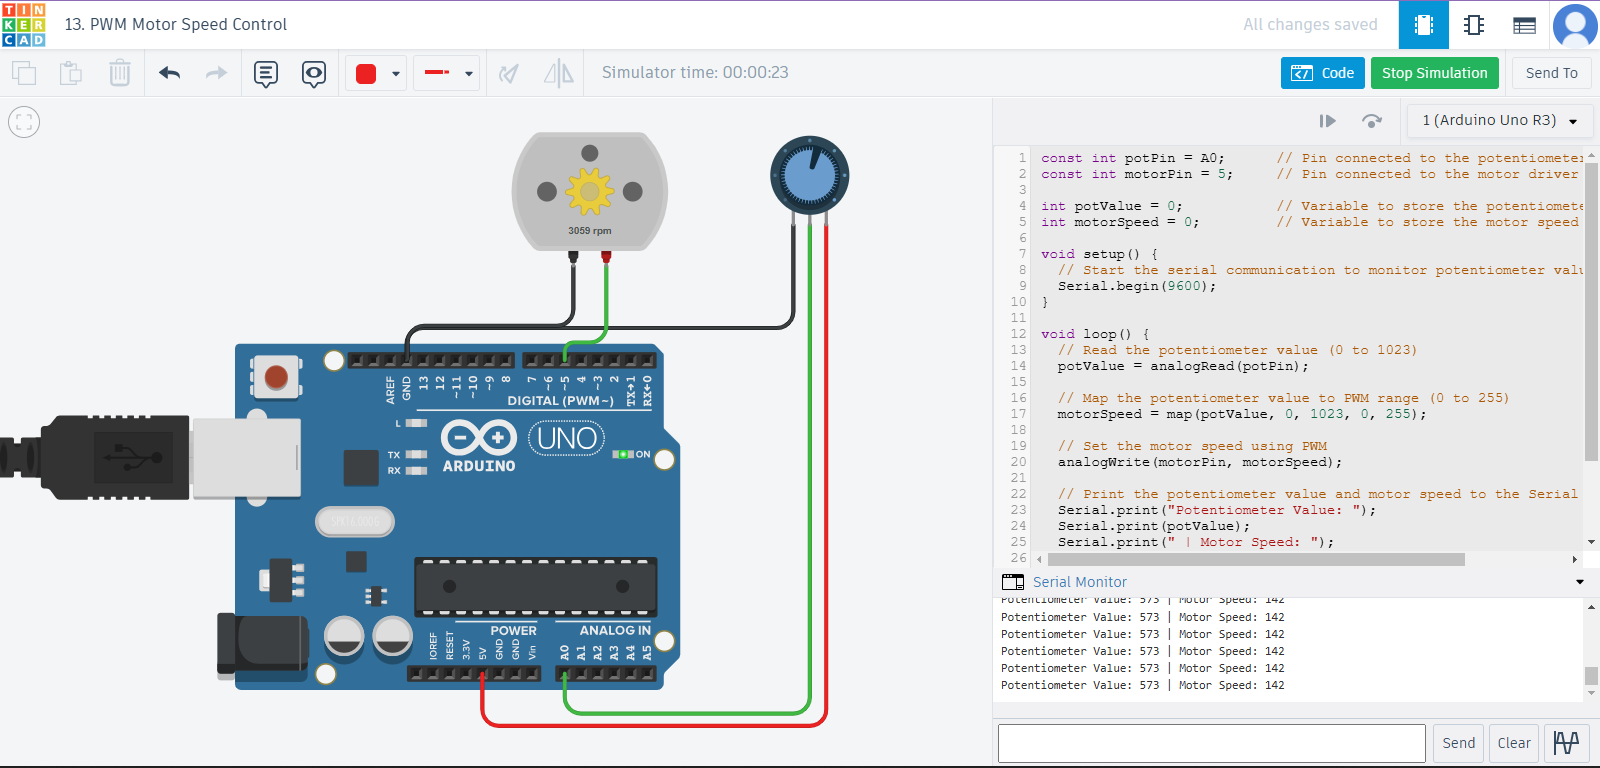 TIN
KER
CAD
13. PWM Motor Speed Control
All changes saved
Simulator time: 00:00:23
Code
Stop Simulation
Send To
1 (Arduino Uno R3)
3059 rpm
AREF
GND
13
12
~11
~10
~9
8
7
~6
~5
4
~3
2
TX→1
RX←0
DIGITAL (PWM~)
L
TX
RX
ARDUINO
UNO
ON
POWER
ANALOG IN
IOREF
RESET
3.3V
5V
GND
GND
Vin
A0
A1
A2
A3
A4
A5
1 const int potPin = A0; // Pin connected to the potentiometer
2 const int motorPin = 5; // Pin connected to the motor driver
3
4 int potValue = 0; // Variable to store the potentiomete
5 int motorSpeed = 0; // Variable to store the motor speed
6
7 void setup() {
8 // Start the serial communication to monitor potentiometer valu
9 Serial.begin(9600);
10 }
11
12 void loop() {
13 // Read the potentiometer value (0 to 1023)
14 potValue = analogRead(potPin);
15
16 // Map the potentiometer value to PWM range (0 to 255)
17 motorSpeed = map(potValue, 0, 1023, 0, 255);
18
19 // Set the motor speed using PWM
20 analogWrite(motorPin, motorSpeed);
21
22 // Print the potentiometer value and motor speed to the Serial
23 Serial.print("Potentiometer Value: ");
24 Serial.print(potValue);
25 Serial.print(" | Motor Speed: ");
26
Serial Monitor
Potentiometer Value: 573 | Motor Speed: 142
Potentiometer Value: 573 | Motor Speed: 142
Potentiometer Value: 573 | Motor Speed: 142
Potentiometer Value: 573 | Motor Speed: 142
Potentiometer Value: 573 | Motor Speed: 142
Potentiometer Value: 573 | Motor Speed: 142
Send
Clear